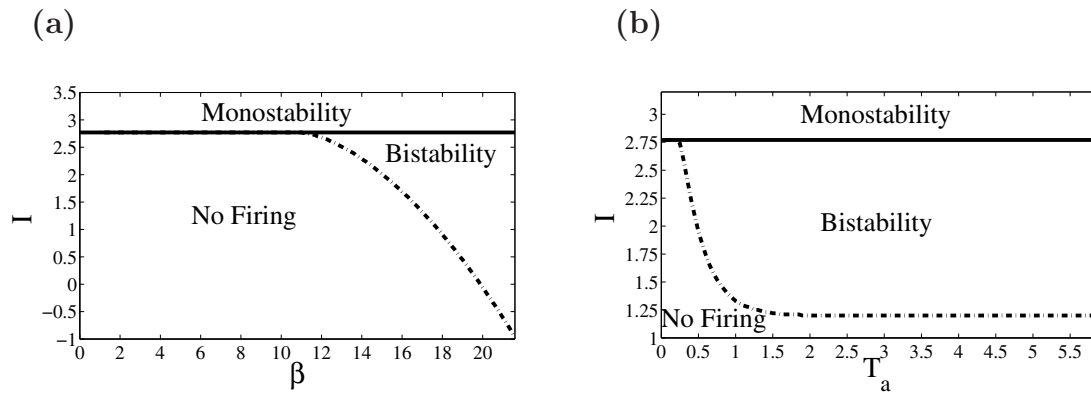 (a)
3.5
3
2.5
2
1.5
1
0.5
0
−0.5
−1
I
Monostability
Bistability
No Firing
0 2 4 6 8 10 12 14 16 18 20
β
(b)
3
2.75
2.5
2.25
2
1.75
1.5
1.25
1
I
Monostability
Bistability
No Firing
0 0.5 1 1.5 2 2.5 3 3.5 4 4.5 5 5.5
T_a